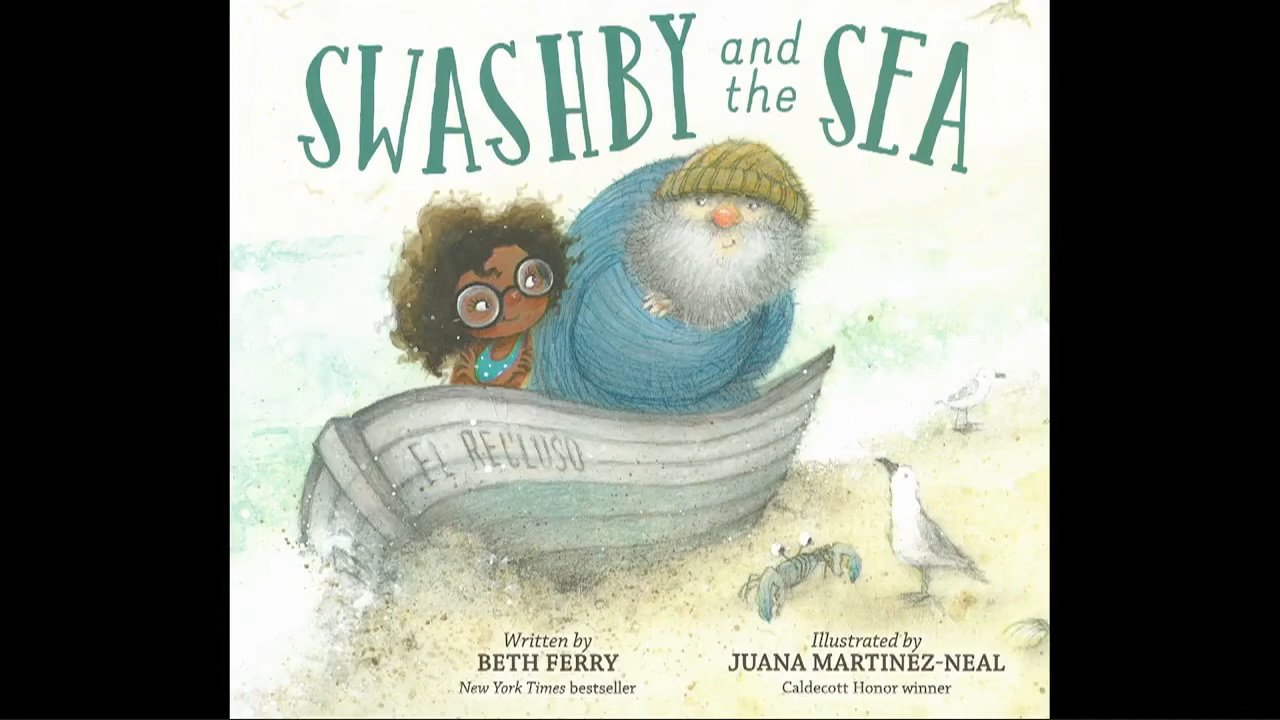 SWASHBY and the SEA
EL RECLUSO
Written by
BETH FERRY
New York Times bestseller
Illustrated by
JUANA MARTINEZ-NEAL
Caldecott Honor winner